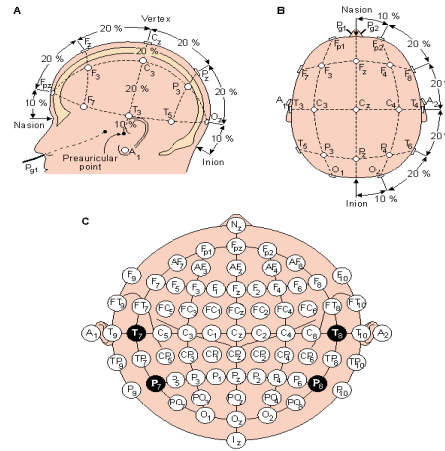 A
Vertex
20 %
Cz
20 %
Fz
20 %
F3
C3
Pz
20 %
Fpz
20 %
P3
10 %
F7
20 %
T3
T5
O
10 %
10 %
Nasion
Preauricular
point
A1
Inion
Pg1
B
Nasion
Pg1
Pg2
10 %
Fp1
Fp2
20 %
F3
Fz
F4
F8
20 %
A1
T3
C3
Cz
C4
T4
A2
20 %
T5
P3
Pz
P4
T6
20 %
O1
O2
Inion
10 %
C
Nz
Fp1
Fpz
Fp2
AF7
AF3
AFz
AF4
AF8
F9
F7
F5
F3
F1
Fz
F2
F4
F6
F8
F10
FT9
FT7
FC5
FC3
FC1
FCz
FC2
FC4
FC6
FT8
FT10
A1
T9
T7
C5
C3
C1
Cz
C2
C4
C6
T8
T10
A2
TP9
TP7
CP5
CP3
CP1
CPz
CP2
CP4
CP6
TP8
TP10
P9
P7
P5
P3
P1
Pz
P2
P4
P6
P8
P10
PO7
PO3
POz
PO4
PO8
O1
Oz
O2
Iz